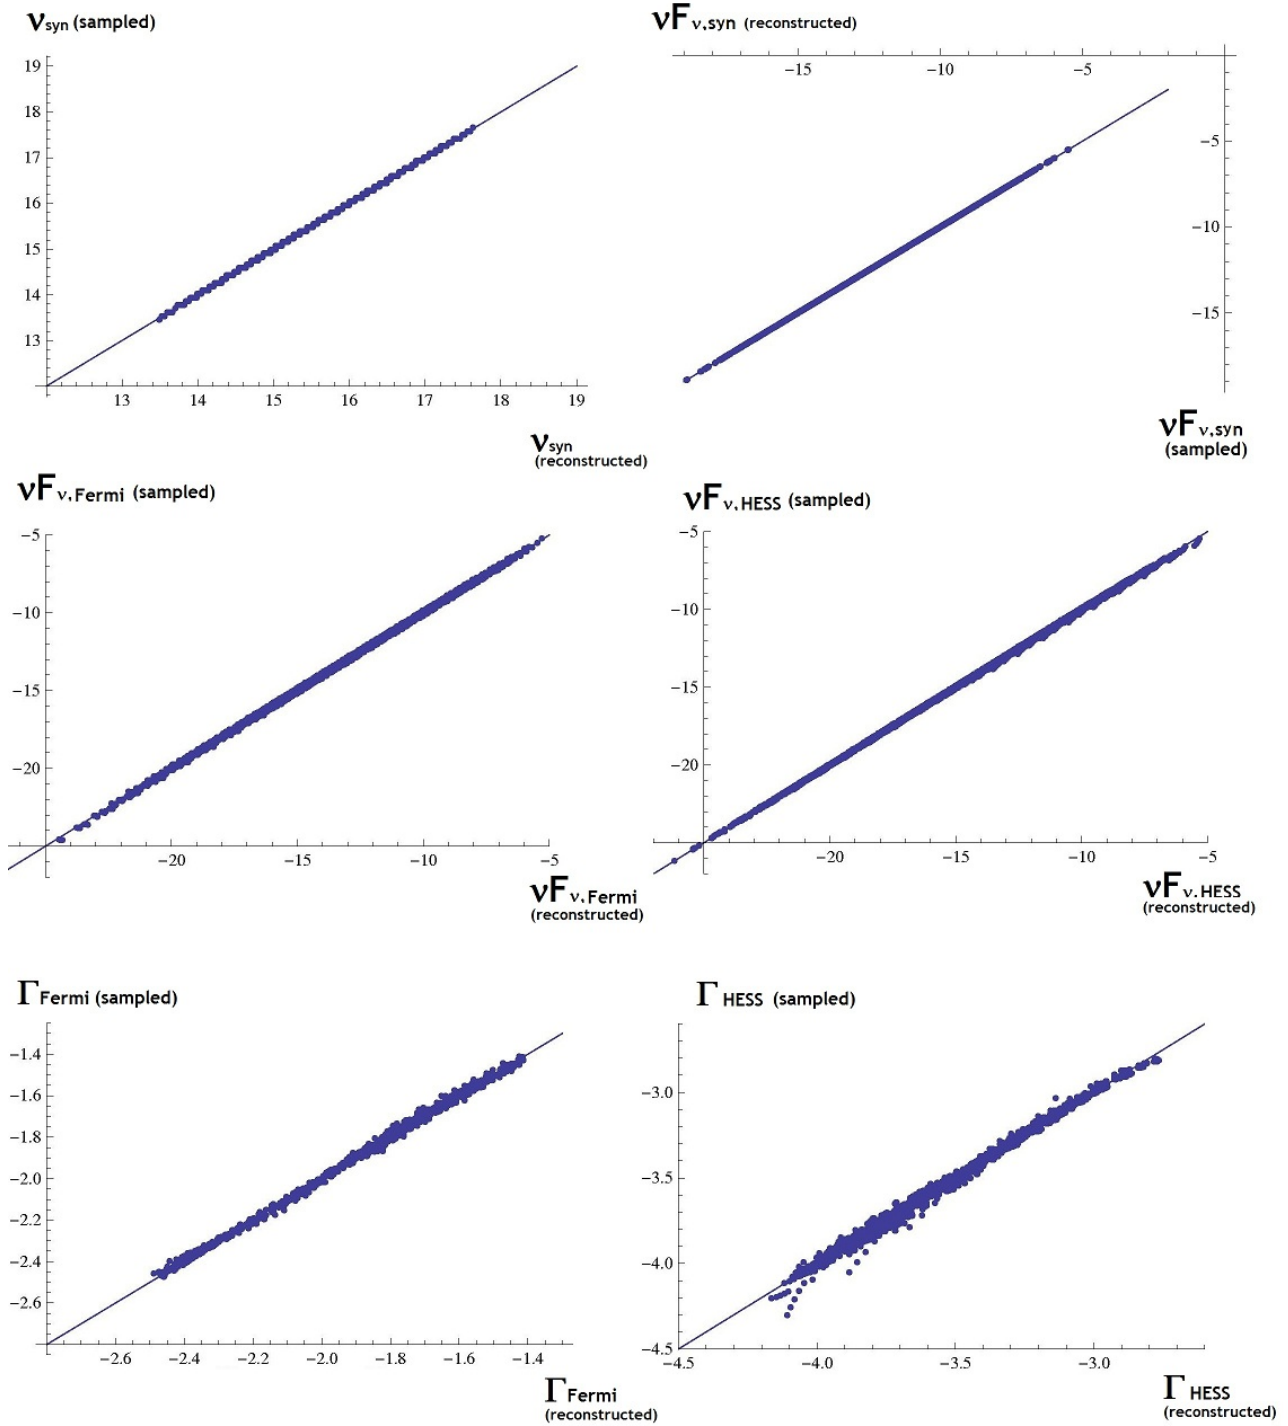 νsyn (sampled)
19
18
17
16
15
14
13
13 14 15 16 17 18 19
νsyn
(reconstructed)
νFν,syn (reconstructed)
−15 −10 −5
−5
−10
−15
νFν,syn
(sampled)
νFν,Fermi (sampled)
−5
−10
−15
−20
−20 −15 −10 −5
νFν,Fermi
(reconstructed)
νFν,HESS (sampled)
−5
−10
−15
−20
−20 −15 −10 −5
νFν,HESS
(reconstructed)
ΓFermi (sampled)
−1.4
−1.6
−1.8
−2.0
−2.2
−2.4
−2.6
−2.6 −2.4 −2.2 −2.0 −1.8 −1.6 −1.4
ΓFermi
(reconstructed)
ΓHESS (sampled)
−3.0
−3.5
−4.0
−4.5
−4.5 −4.0 −3.5 −3.0
ΓHESS
(reconstructed)